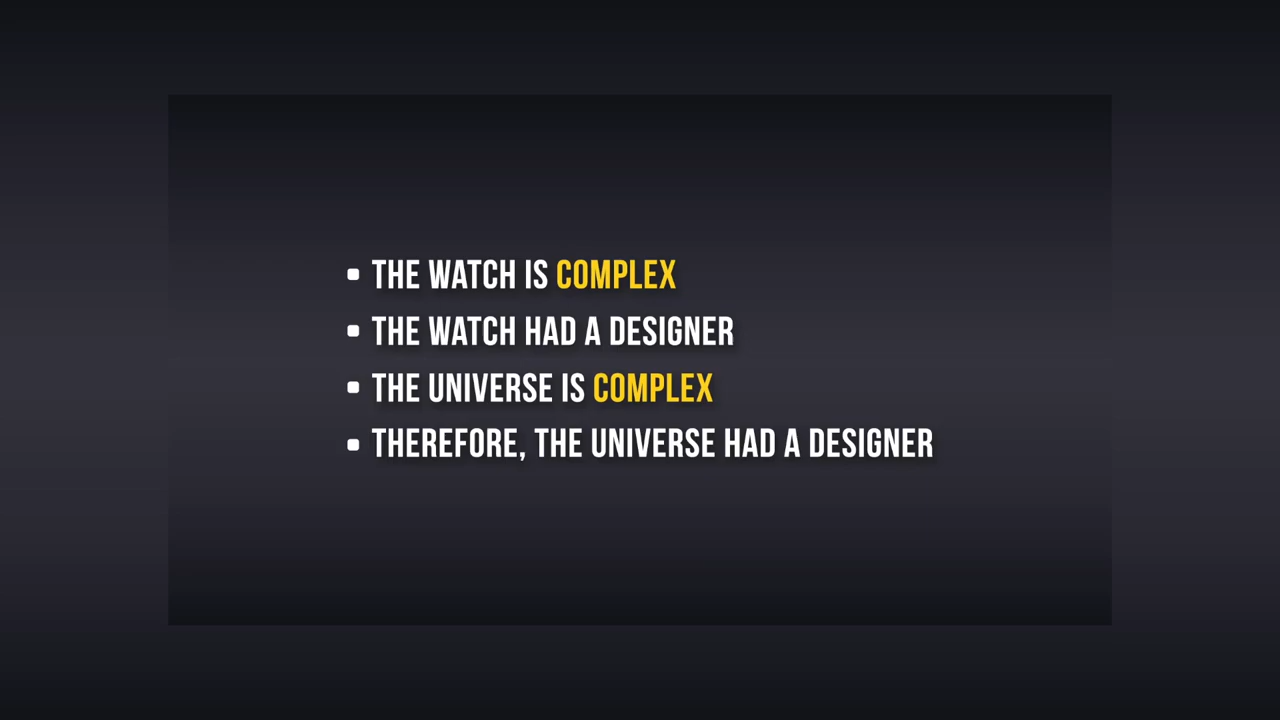 THE WATCH IS COMPLEX
THE WATCH HAD A DESIGNER
THE UNIVERSE IS COMPLEX
THEREFORE, THE UNIVERSE HAD A DESIGNER